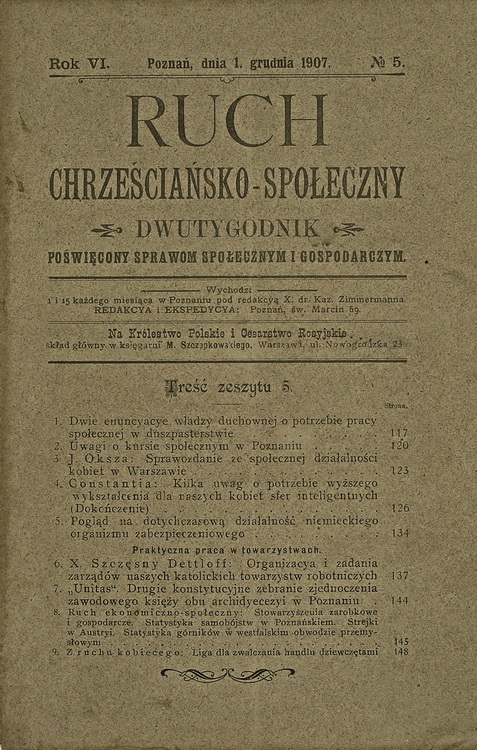 Rok VI. Poznań, dnia 1. grudnia 1907. № 5.
RUCH
CHRZEŚCIAŃSKO-SPOŁECZNY
DWUTYGODNIK
POŚWIĘCONY SPRAWOM SPOŁECZNYM I GOSPODARCZYM.
Wychodzi
1 i 15 każdego miesiąca w Poznaniu pod redakcyą X. dr. Kaz. Zimmermanna.
REDAKCYA i EKSPEDYCYA: Poznań, św. Marcin 69.
Na Królestwo Polskie i Cesarstwo Rosyjskie
skład główny w księgarni M. Szczepkowskiego, Warszawa, ul. Nowogrodzka 23
Treść zeszytu 5.
Strona.
1. Dwie enuncyacye władzy duchownej o potrzebie pracy
społecznej w duszpasterstwie 117
2. Uwagi o kursie społecznym w Poznaniu 120
3. J. Oksza: Sprawozdanie ze społecznej działalności
kobiet w Warszawie 123
4. Constantia: Kilka uwag o potrzebie wyższego
wykształcenia dla naszych kobiet sfer inteligentnych
(Dokończenie) 126
5. Pogląd na dotychczasową działalność niemieckiego
organizmu zabezpieczeniowego 134
Praktyczna praca w towarzystwach.
6. X. Szczęsny Dettloff: Organizacya i zadania
zarządów naszych katolickich towarzystw robotniczych 137
7. „Unitas“. Drugie konstytucyjne zebranie zjednoczenia
zawodowego księży obu archidyecezyi w Poznaniu 144
8. Ruch ekonomiczno-społeczny: Stowarzyszenia zarobkowe
i gospodarcze. Statystyka samobójstw w Poznańskiem. Strejki
w Austryi. Statystyka górników w westfalskim obwodzie przemy-
słowym 145
9. Z ruchu kobiecego. Liga dla zwalczania handlu dziewczętami 148